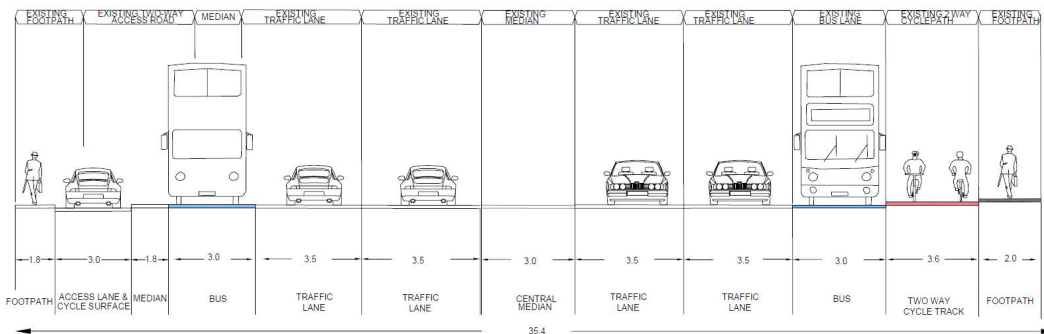 EXISTING
FOOTPATH
EXISTING TWO-WAY
ACCESS ROAD
MEDIAN
EXISTING
TRAFFIC LANE
EXISTING
TRAFFIC LANE
EXISTING
MEDIAN
EXISTING
TRAFFIC LANE
EXISTING
TRAFFIC LANE
EXISTING
BUS LANE
EXISTING 2 WAY
CYCLEPATH
EXISTING
FOOTPATH
1.8
3.0
1.8
3.0
3.5
3.5
3.0
3.5
3.5
3.0
3.6
2.0
FOOTPATH
ACCESS LANE &
CYCLE SURFACE
MEDIAN
BUS
TRAFFIC
LANE
TRAFFIC
LANE
CENTRAL
MEDIAN
TRAFFIC
LANE
TRAFFIC
LANE
BUS
TWO WAY
CYCLE TRACK
FOOTPATH
35.4